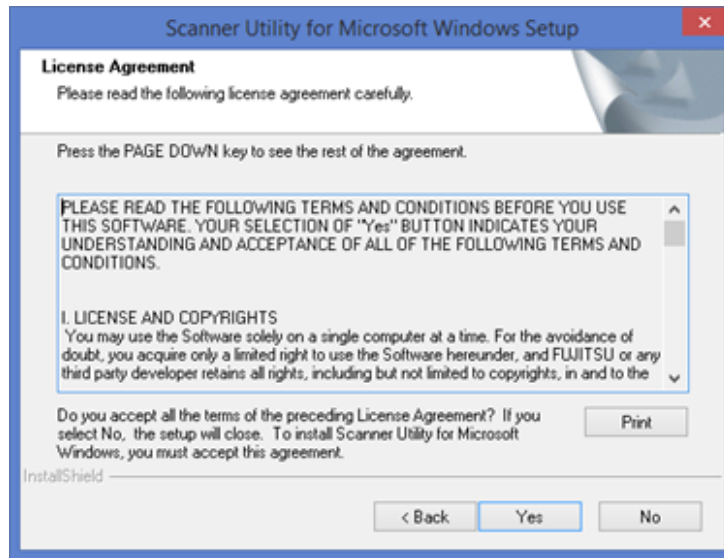 Scanner Utility for Microsoft Windows Setup
License Agreement
Please read the following license agreement carefully.
Press the PAGE DOWN key to see the rest of the agreement.
PLEASE READ THE FOLLOWING TERMS AND CONDITIONS BEFORE YOU USE
THIS SOFTWARE. YOUR SELECTION OF "Yes" BUTTON INDICATES YOUR
UNDERSTANDING AND ACCEPTANCE OF ALL OF THE FOLLOWING TERMS AND
CONDITIONS.
I. LICENSE AND COPYRIGHTS
You may use the Software solely on a single computer at a time. For the avoidance of
doubt, you acquire only a limited right to use the Software hereunder, and FUJITSU or any
third party developer retains all rights, including but not limited to copyrights, in and to the
Do you accept all the terms of the preceding License Agreement? If you
select No, the setup will close. To install Scanner Utility for Microsoft
Windows, you must accept this agreement.
Print
InstallShield
< Back Yes No